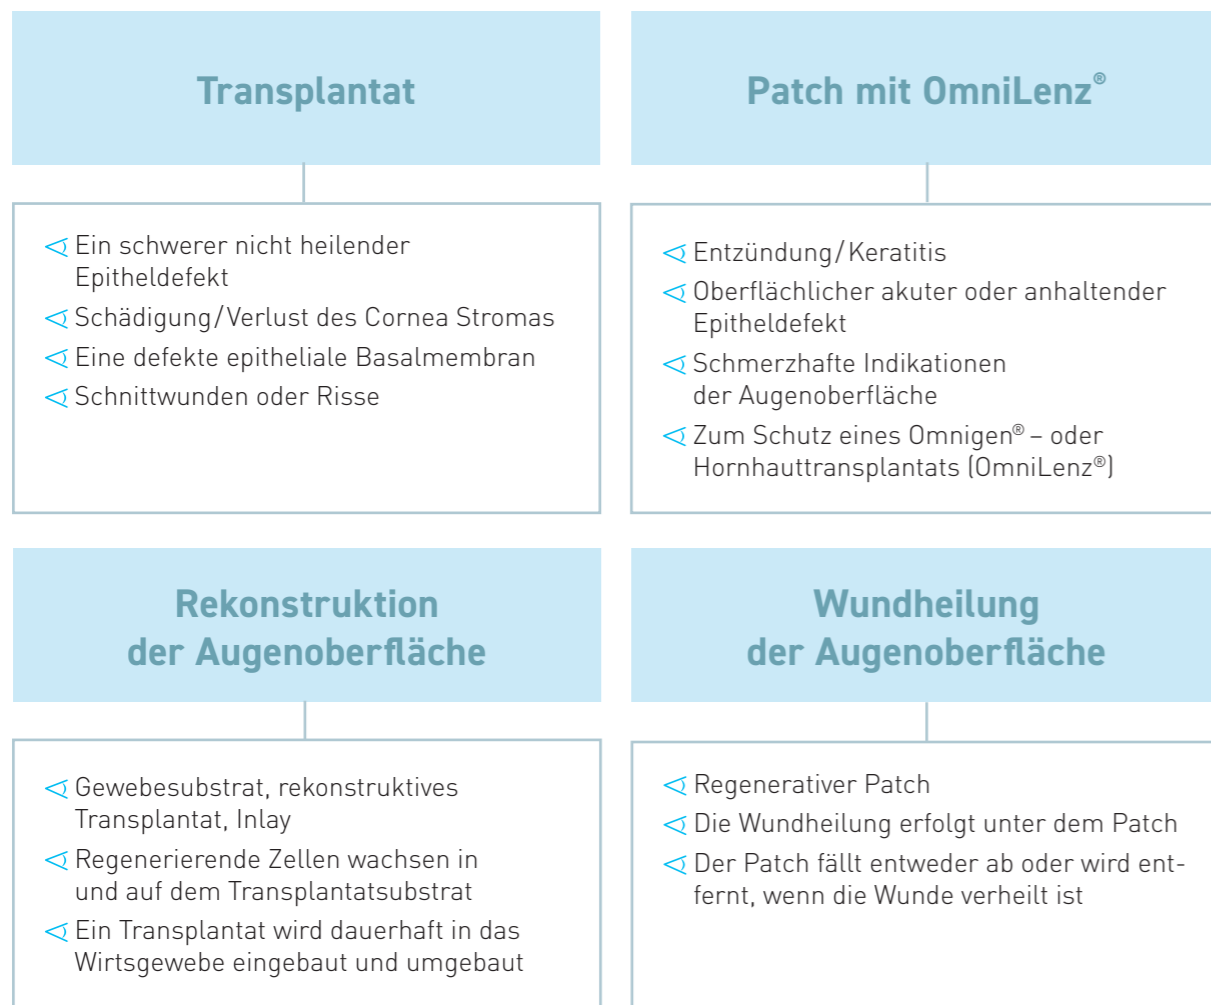 Transplantat
Ein schwerer nicht heilender
Epitheldefekt
Schädigung/Verlust des Cornea Stromas
Eine defekte epitheliale Basalmembran
Schnittwunden oder Risse
Patch mit OmniLenz®
Entzündung/Keratitis
Oberflächlicher akuter oder anhaltender
Epitheldefekt
Schmerzhafte Indikationen
der Augenoberfläche
Zum Schutz eines Omnigen® – oder
Hornhauttransplantats (OmniLenz®)
Rekonstruktion
der Augenoberfläche
Gewebesubstrat, rekonstruktives
Transplantat, Inlay
Regenerierende Zellen wachsen in
und auf dem Transplantatsubstrat
Ein Transplantat wird dauerhaft in das
Wirtsgewebe eingebaut und umgebaut
Wundheilung
der Augenoberfläche
Regenerativer Patch
Die Wundheilung erfolgt unter dem Patch
Der Patch fällt entweder ab oder wird ent-
fernt, wenn die Wunde verheilt ist